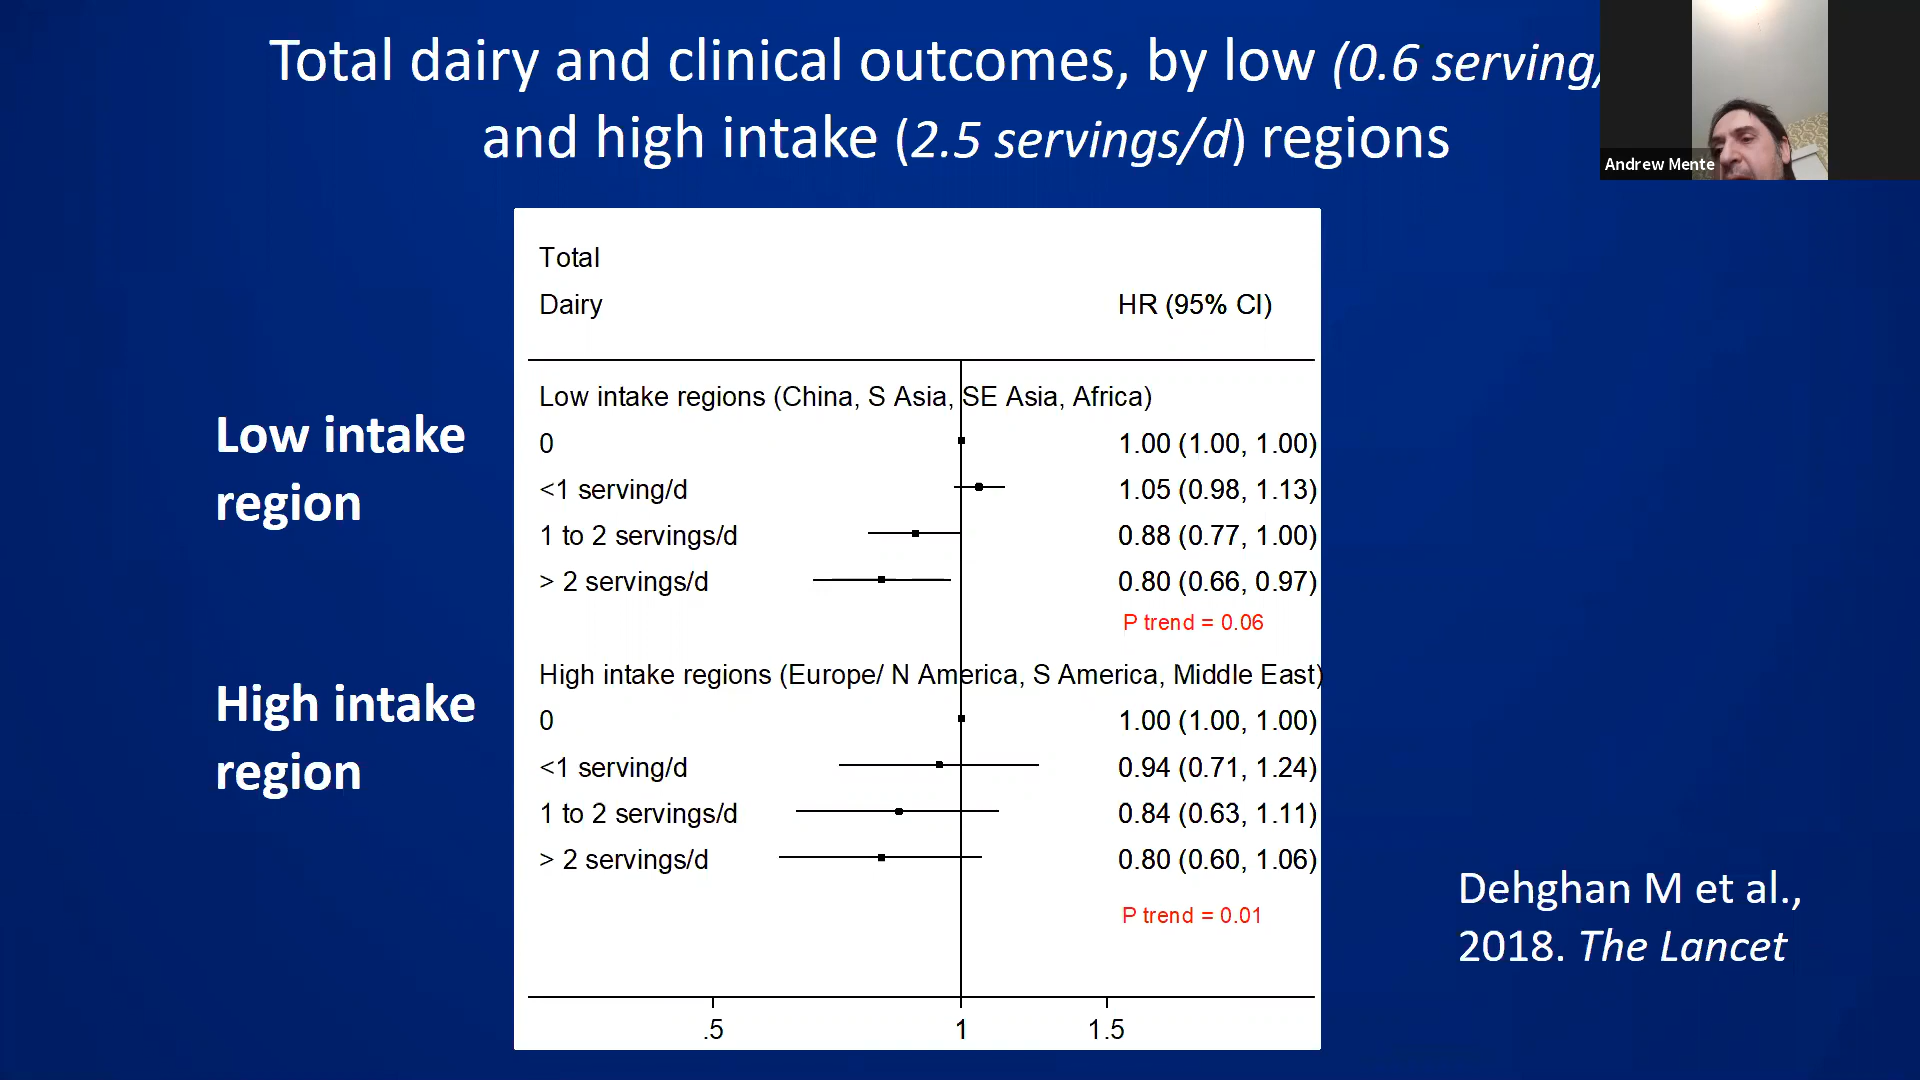 Total dairy and clinical outcomes, by low (0.6 serving/
and high intake (2.5 servings/d) regions
Andrew Mente
Total
Dairy HR (95% CI)
Low intake region
Low intake regions (China, S Asia, SE Asia, Africa)
0 1.00 (1.00, 1.00)
<1 serving/d 1.05 (0.98, 1.13)
1 to 2 servings/d 0.88 (0.77, 1.00)
> 2 servings/d 0.80 (0.66, 0.97)
P trend = 0.06
High intake region
High intake regions (Europe/ N America, S America, Middle East)
0 1.00 (1.00, 1.00)
<1 serving/d 0.94 (0.71, 1.24)
1 to 2 servings/d 0.84 (0.63, 1.11)
> 2 servings/d 0.80 (0.60, 1.06)
P trend = 0.01
.5 1 1.5
Dehghan M et al.,
2018. The Lancet